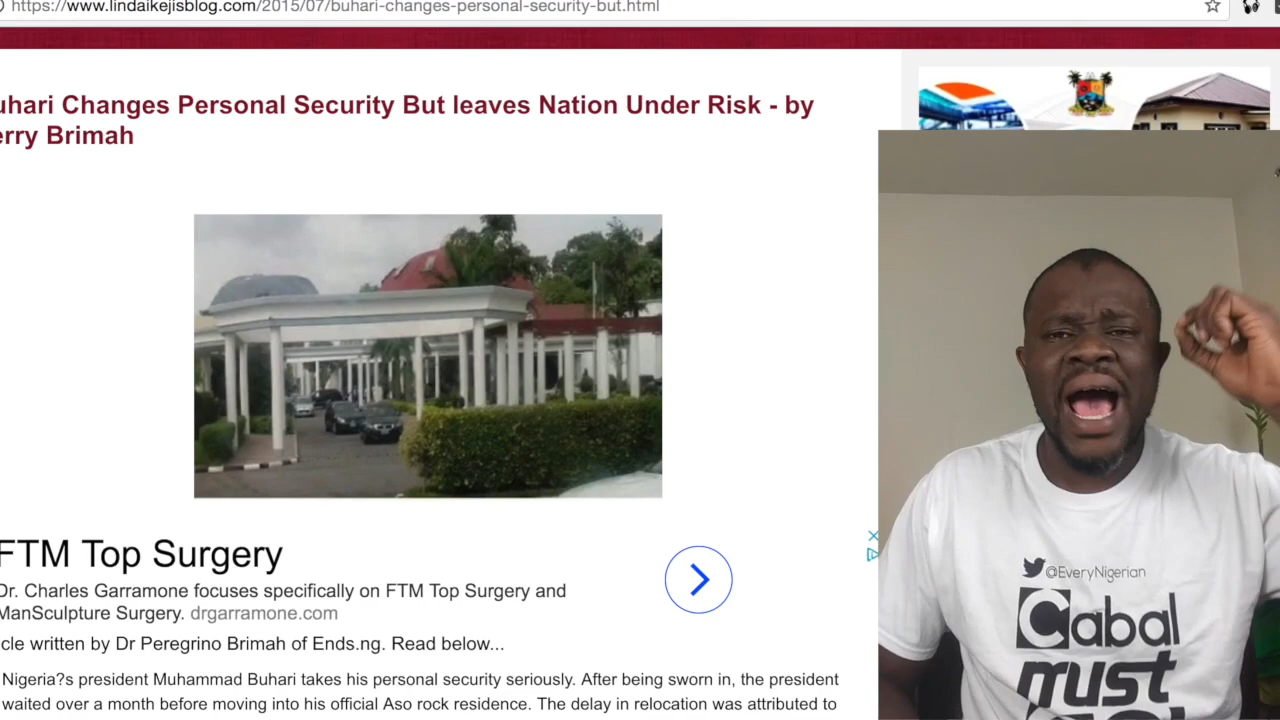 https://www.lindaikejisblog.com/2015/07/buhari-changes-personal-security-but.html
uhari Changes Personal Security But leaves Nation Under Risk - by
erry Brimah
FTM Top Surgery
Dr. Charles Garramone focuses specifically on FTM Top Surgery and
ManSculpture Surgery. drgarramone.com
cle written by Dr Peregrino Brimah of Ends.ng. Read below...
Nigeria?s president Muhammad Buhari takes his personal security seriously. After being sworn in, the president
waited over a month before moving into his official Aso rock residence. The delay in relocation was attributed to
@EveryNigerian
Cabal
must